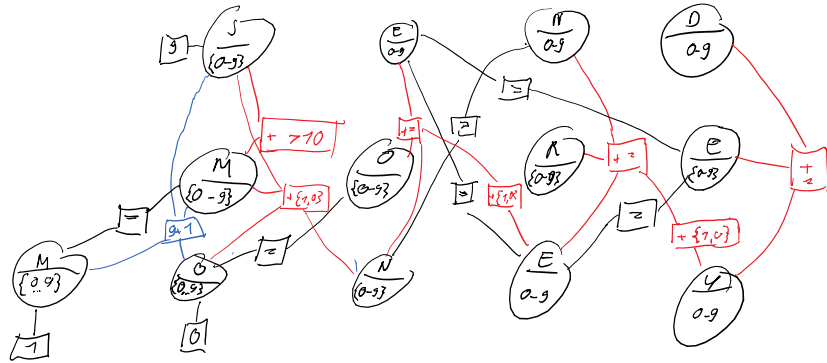 S
{0-9}
9
E
0-9
N
0-9
D
0-9
=
=
+ >10
+=
M
{0-9}
O
{0-9}
R
{0-9}
+=
E
{0-9}
+
=
=
+{1,0}
=
+{1,0}
=
9+1
=
+{1,0}
M
{0..9}
O
{0..9}
N
{0-9}
E
0-9
Y
0-9
1
0